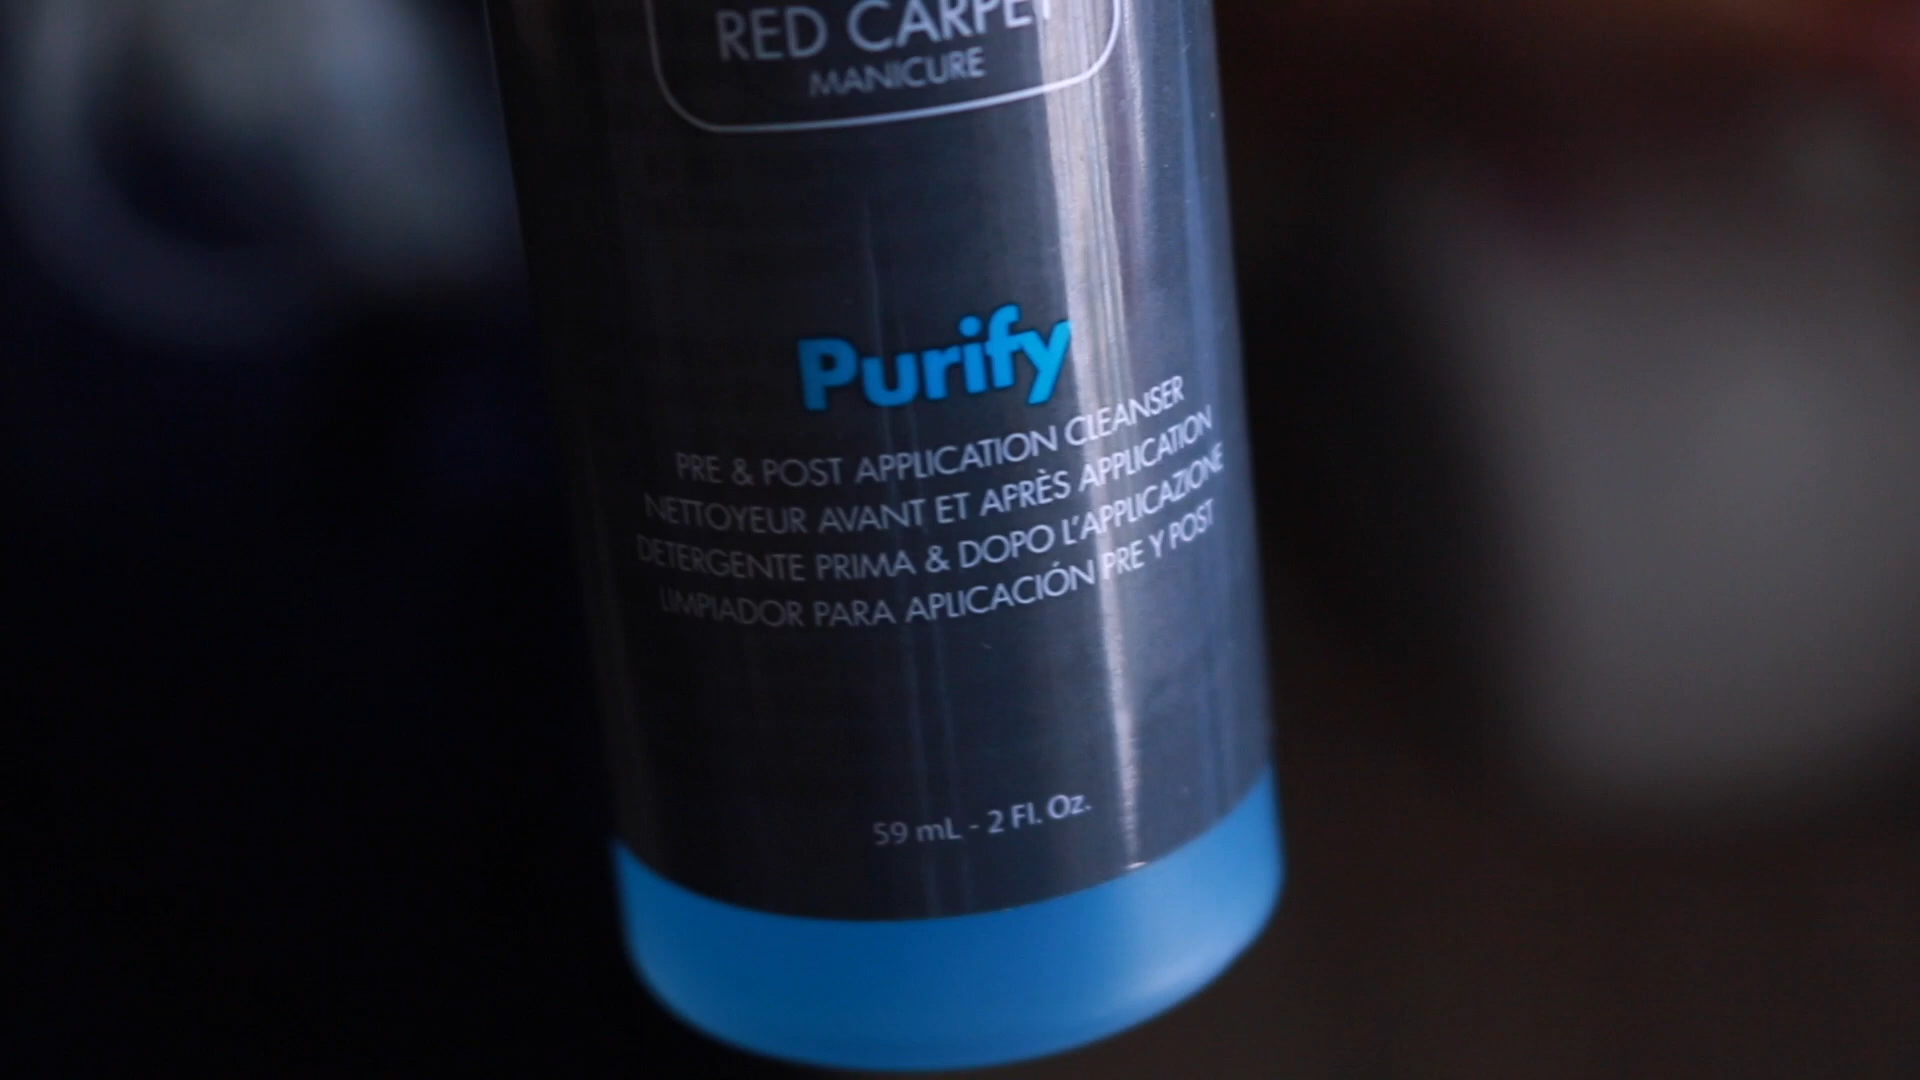 RED CARPET
MANICURE
Purify
PRE & POST APPLICATION CLEANSER
NETTOYEUR AVANT ET APRÈS APPLICATION
DETERGENTE PRIMA & DOPO L'APPLICAZIONE
LIMPIADOR PARA APLICACIÓN PRE Y POST
59 mL - 2 Fl. Oz.